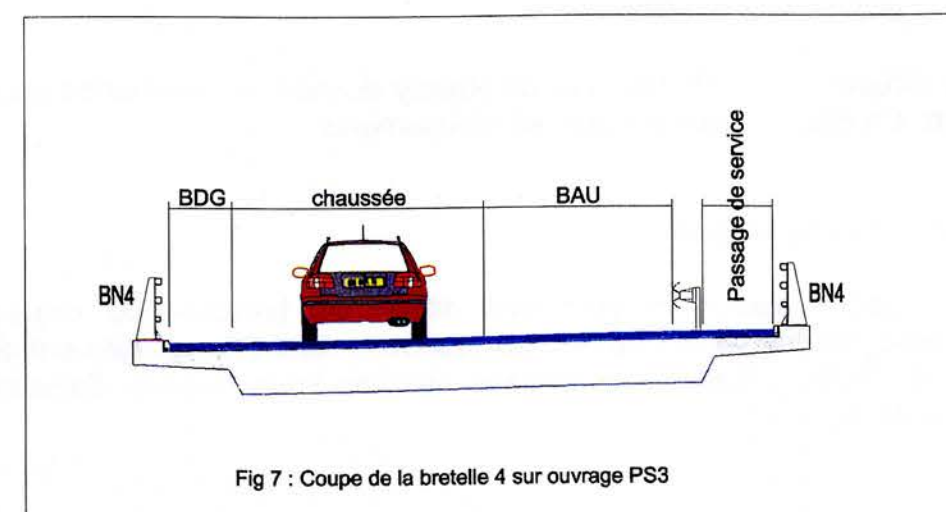 BDG
chaussée
BAU
Passage de service
BN4
BN4
Fig 7 : Coupe de la bretelle 4 sur ouvrage PS3